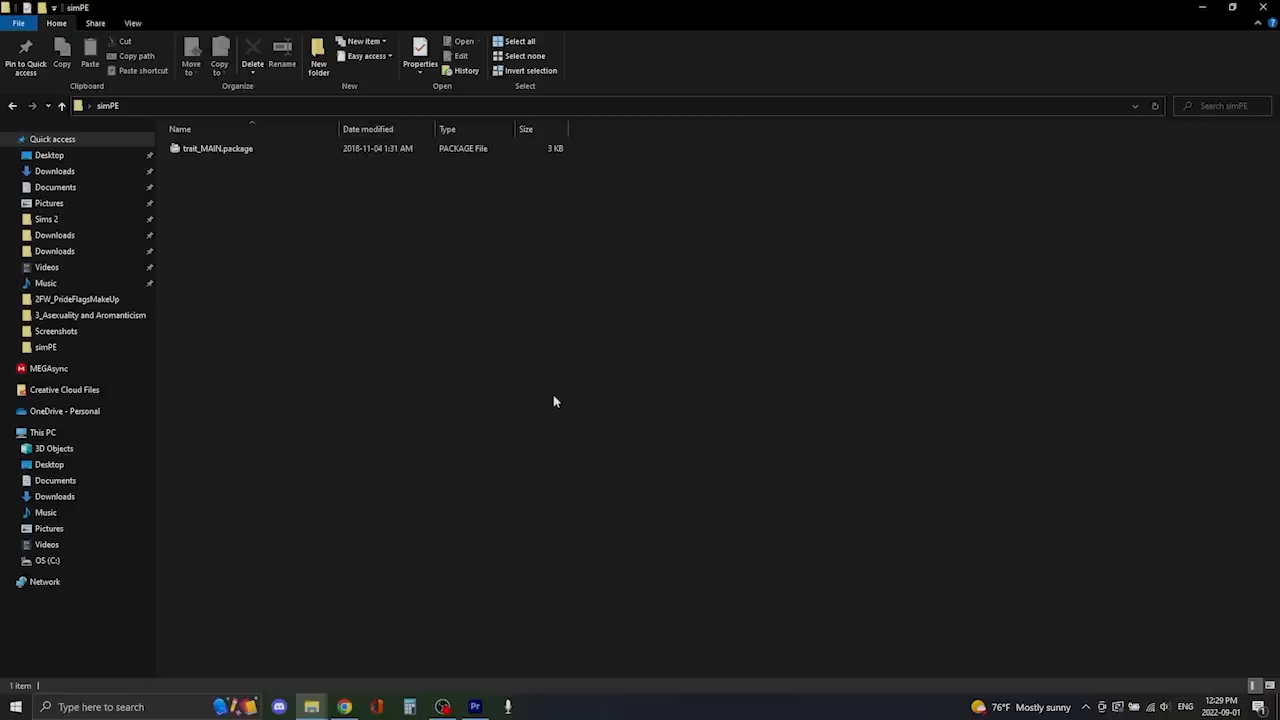 simPE
File Home Share View
Pin to Quick access
Copy
Paste
Cut
Copy path
Paste shortcut
Clipboard
Move to
Copy to
Delete
Rename
Organize
New folder
New item
Easy access
New
Properties
Open
Edit
History
Open
Select all
Select none
Invert selection
Select
simPE
Search simPE
Name Date modified Type Size
trait_MAIN.package 2018-11-04 1:31 AM PACKAGE File 3 KB
Quick access
Desktop
Downloads
Documents
Pictures
Sims 2
Downloads
Downloads
Videos
Music
2FW_PrideFlagsMakeUp
3_Asexuality and Aromanticism
Screenshots
simPE
MEGAsync
Creative Cloud Files
OneDrive - Personal
This PC
3D Objects
Desktop
Documents
Downloads
Music
Pictures
Videos
OS (C:)
Network
1 item
Type here to search
Pr
76°F Mostly sunny
ENG
12:29 PM
2022-09-01